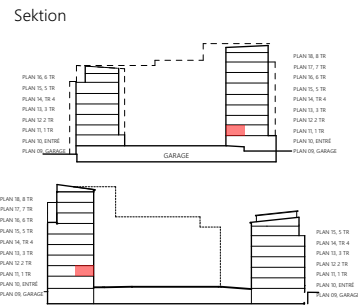 Sektion
PLAN 18, 8 TR
PLAN 17, 7 TR
PLAN 16, 6 TR
PLAN 15, 5 TR
PLAN 14, TR 4
PLAN 13, 3 TR
PLAN 12 2 TR
PLAN 11, 1 TR
PLAN 10, ENTRÉ
PLAN 09, GARAGE
PLAN 16, 6 TR
PLAN 15, 5 TR
PLAN 14, TR 4
PLAN 13, 3 TR
PLAN 12 2 TR
PLAN 11, 1 TR
PLAN 10, ENTRÉ
PLAN 09, GARAGE
GARAGE
PLAN 18, 8 TR
PLAN 17, 7 TR
PLAN 16, 6 TR
PLAN 15, 5 TR
PLAN 14, TR 4
PLAN 13, 3 TR
PLAN 12 2 TR
PLAN 11, 1 TR
PLAN 10, ENTRÉ
PLAN 09, GARAGE
PLAN 15, 5 TR
PLAN 14, TR 4
PLAN 13, 3 TR
PLAN 12 2 TR
PLAN 11, 1 TR
PLAN 10, ENTRÉ
PLAN 09, GARAGE